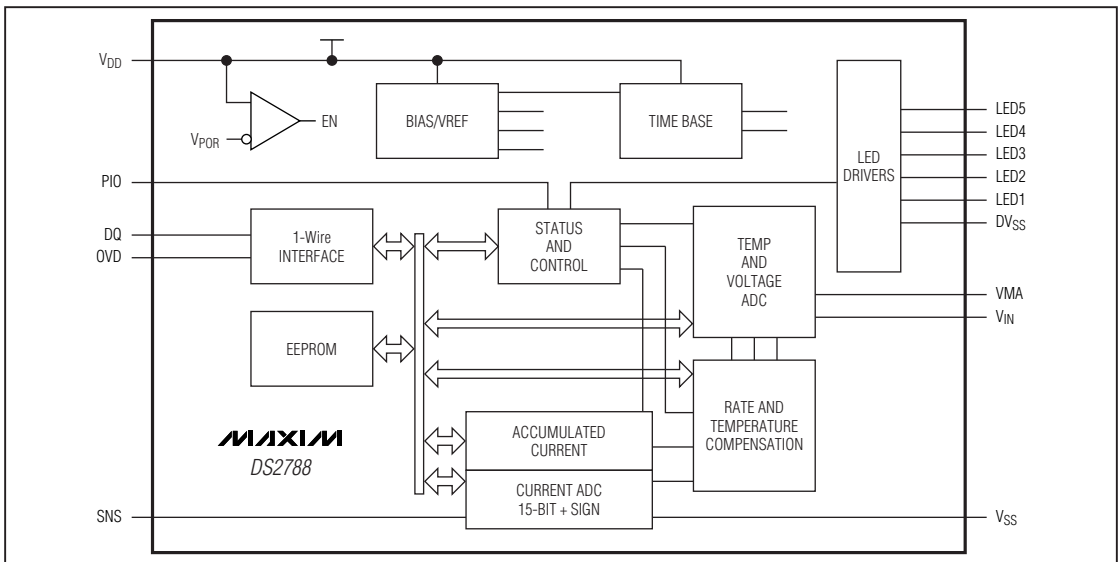 VDD
VPOR
EN
BIAS/VREF
TIME BASE
LED
DRIVERS
LED5
LED4
LED3
LED2
LED1
DVSS
PIO
DQ
OVD
1-Wire
INTERFACE
STATUS
AND
CONTROL
TEMP
AND
VOLTAGE
ADC
VMA
VIN
EEPROM
RATE AND
TEMPERATURE
COMPENSATION
MAXIM
DS2788
ACCUMULATED
CURRENT
CURRENT ADC
15-BIT + SIGN
SNS
VSS